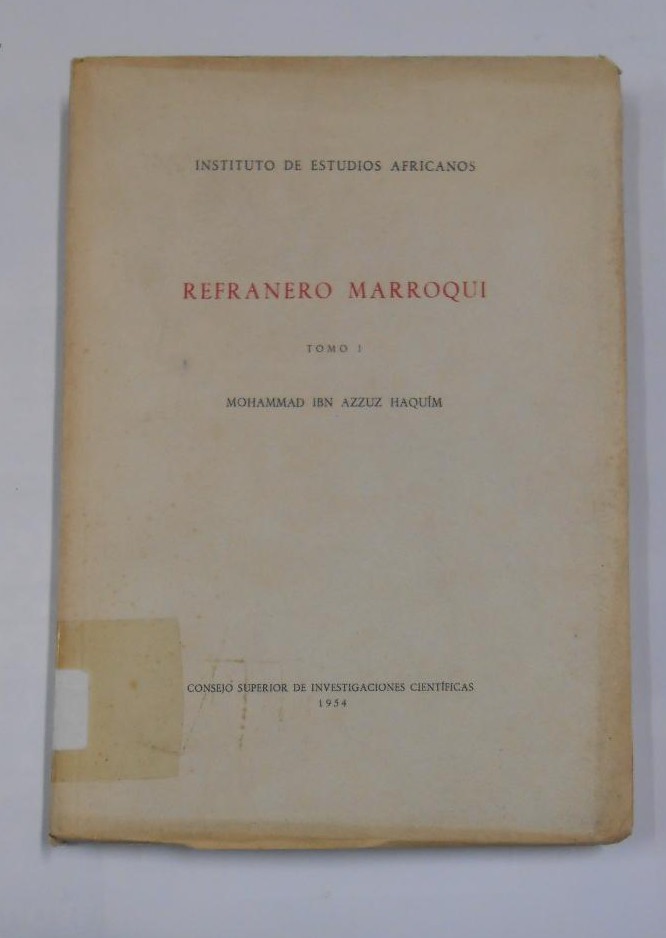 INSTITUTO DE ESTUDIOS AFRICANOS
REFRANERO MARROQUI
TOMO I
MOHAMMAD IBN AZZUZ HAQUÍM
CONSEJO SUPERIOR DE INVESTIGACIONES CIENTÍFICAS
1954